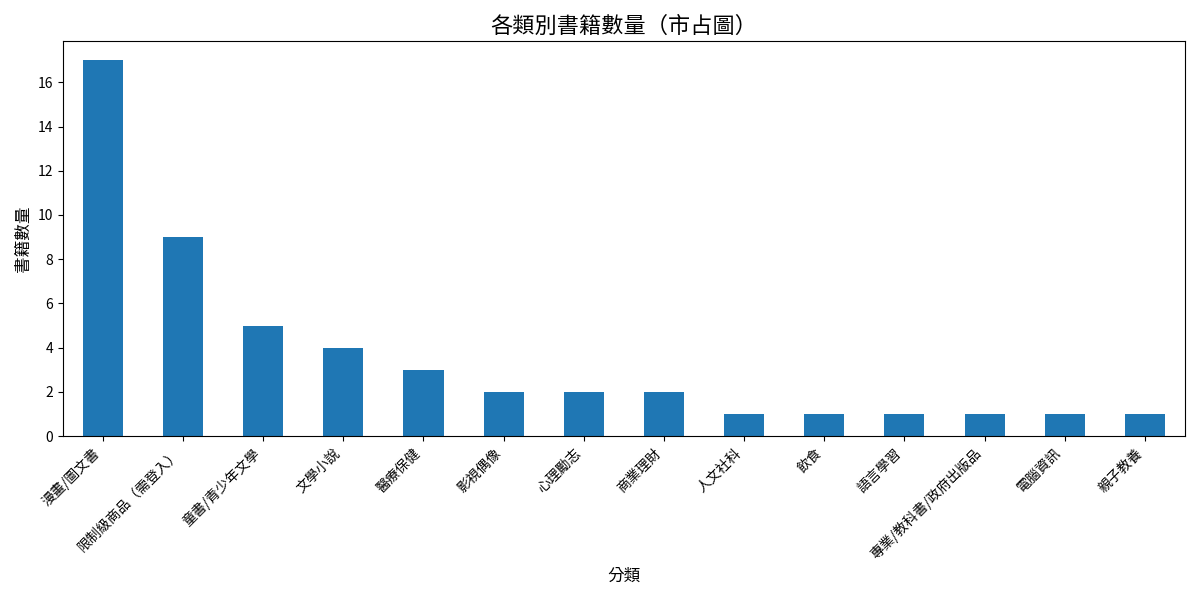 各類別書籍數量（市占圖）
書籍數量
16
14
12
10
8
6
4
2
0
漫畫/圖文書
限制級商品（需登入）
童書/青少年文學
文學小說
醫療保健
影視偶像
心理勵志
商業理財
人文社科
飲食
語言學習
專業/教科書/政府出版品
電腦資訊
親子教養
分類